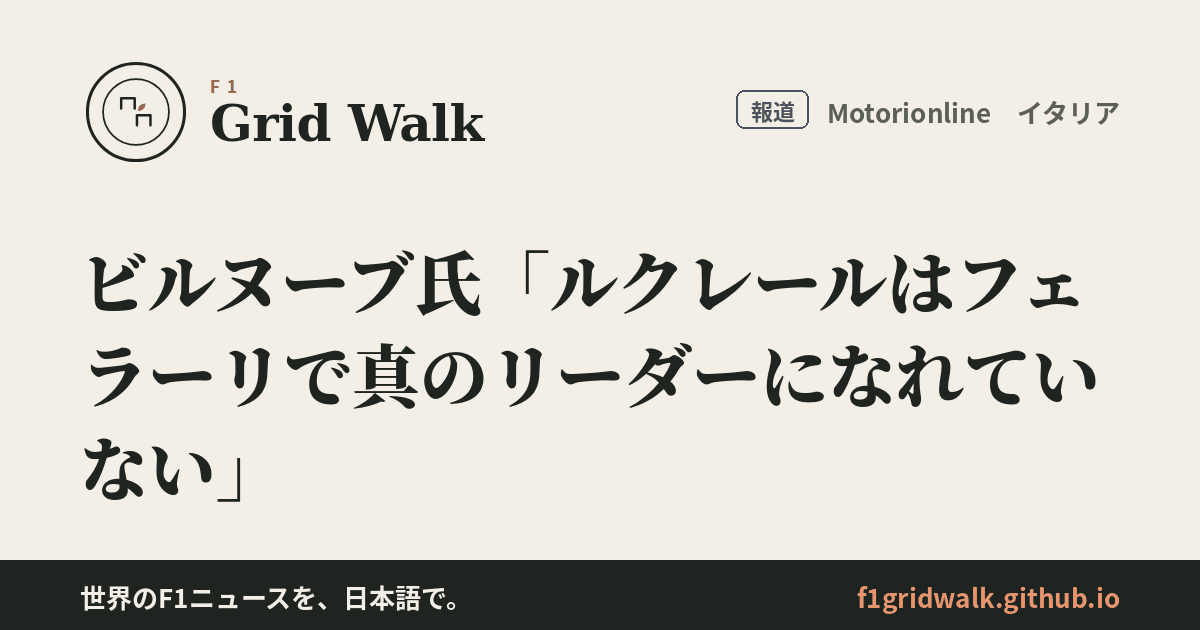 F1
Grid Walk
報道 Motorionline イタリア
ビルヌーブ氏「ルクレールはフェ
ラーリで真のリーダーになれてい
ない」
世界のF1ニュースを、日本語で。
f1gridwalk.github.io